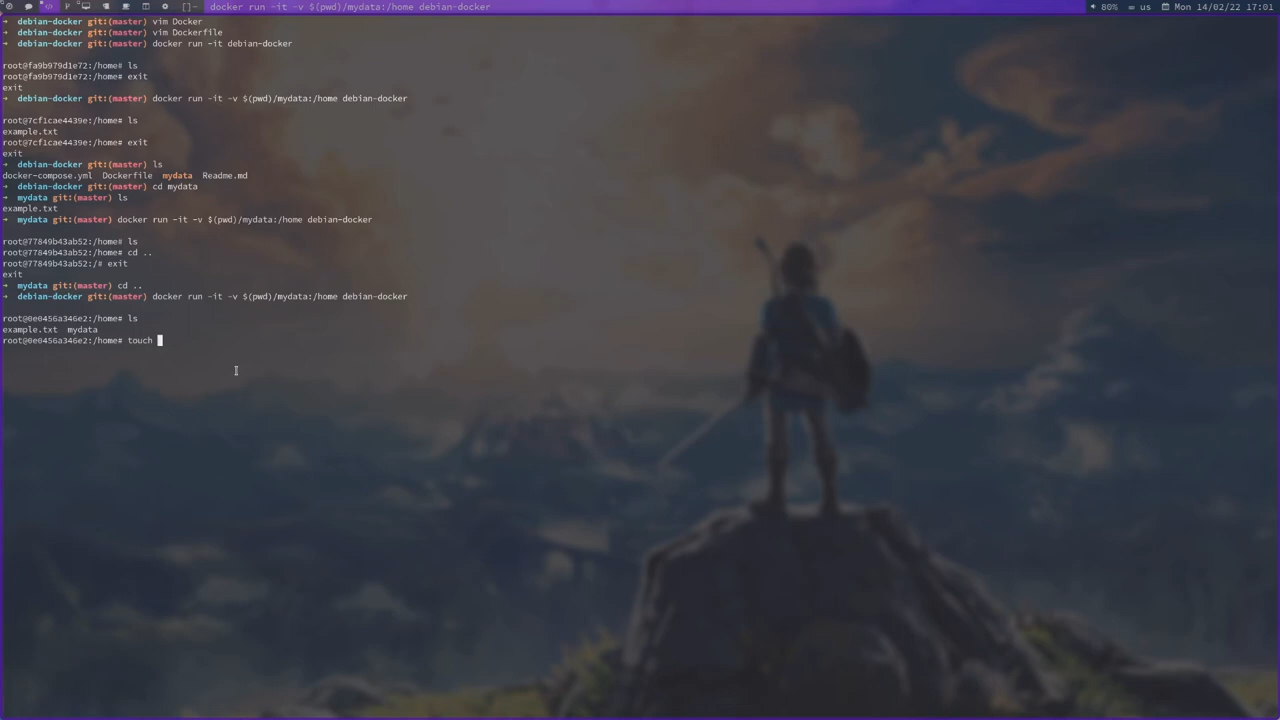 []~ docker run -it -v $(pwd)/mydata:/home debian-docker 80% us Mon 14/02/22 17:01
→ debian-docker git:(master) vim Docker
→ debian-docker git:(master) vim Dockerfile
→ debian-docker git:(master) docker run -it debian-docker
root@fa9b979d1e72:/home# ls
root@fa9b979d1e72:/home# exit
exit
→ debian-docker git:(master) docker run -it -v $(pwd)/mydata:/home debian-docker
root@7cf1cae4439e:/home# ls
example.txt
root@7cf1cae4439e:/home# exit
exit
→ debian-docker git:(master) ls
docker-compose.yml Dockerfile mydata Readme.md
→ debian-docker git:(master) cd mydata
→ mydata git:(master) ls
example.txt
→ mydata git:(master) docker run -it -v $(pwd)/mydata:/home debian-docker
root@77849b43ab52:/home# ls
root@77849b43ab52:/home# cd ..
root@77849b43ab52:/# exit
exit
→ mydata git:(master) cd ..
→ debian-docker git:(master) docker run -it -v $(pwd)/mydata:/home debian-docker
root@0e0456a346e2:/home# ls
example.txt mydata
root@0e0456a346e2:/home# touch